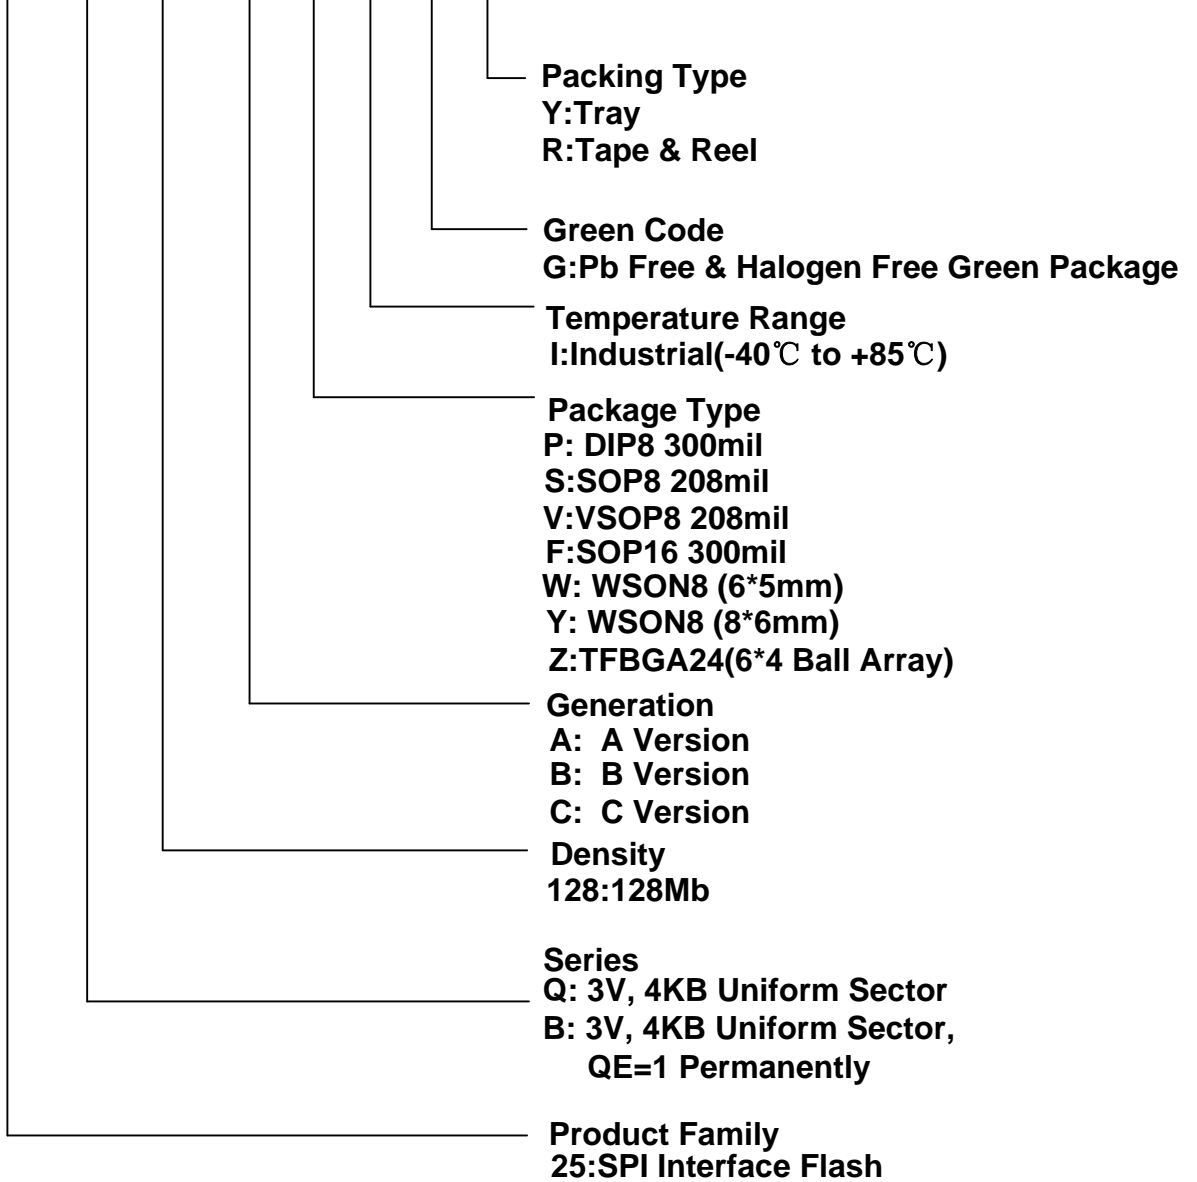 Packing Type
Y:Tray
R:Tape & Reel
Green Code
G:Pb Free & Halogen Free Green Package
Temperature Range
I:Industrial(-40℃ to +85℃)
Package Type
P: DIP8 300mil
S:SOP8 208mil
V:VSOP8 208mil
F:SOP16 300mil
W: WSON8 (6*5mm)
Y: WSON8 (8*6mm)
Z:TFBGA24(6*4 Ball Array)
Generation
A: A Version
B: B Version
C: C Version
Density
128:128Mb
Series
Q: 3V, 4KB Uniform Sector
B: 3V, 4KB Uniform Sector,
QE=1 Permanently
Product Family
25:SPI Interface Flash